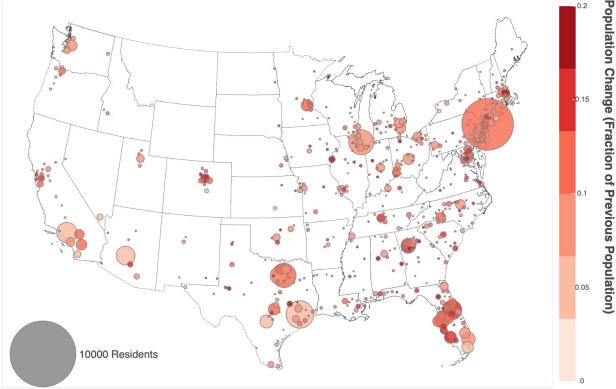 0.2
0.15
0.1
0.05
0
Population Change (Fraction of Previous Population)
10000 Residents